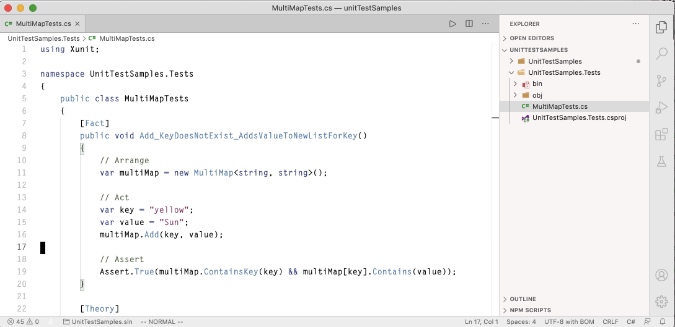 MultiMapTests.cs — unitTestSamples
C# MultiMapTests.cs ×
UnitTestSamples.Tests > C# MultiMapTests.cs
1 using Xunit;
2
3 namespace UnitTestSamples.Tests
4 {
5 public class MultiMapTests
6 {
7 [Fact]
8 public void Add_KeyDoesNotExist_AddsValueToNewListForKey()
9 {
10 // Arrange
11 var multiMap = new MultiMap<string, string>();
12
13 // Act
14 var key = "yellow";
15 var value = "Sun";
16 multiMap.Add(key, value);
17
18 // Assert
19 Assert.True(multiMap.ContainsKey(key) && multiMap[key].Contains(value));
20 }
21
22 [Theory]
EXPLORER
OPEN EDITORS
UNITTESTSAMPLES
UnitTestSamples
UnitTestSamples.Tests
bin
obj
C# MultiMapTests.cs
UnitTestSamples.Tests.csproj
OUTLINE
NPM SCRIPTS
45 0 UnitTestSamples.sln -- NORMAL -- Ln 17, Col 1 Spaces: 4 UTF-8 with BOM CRLF C#